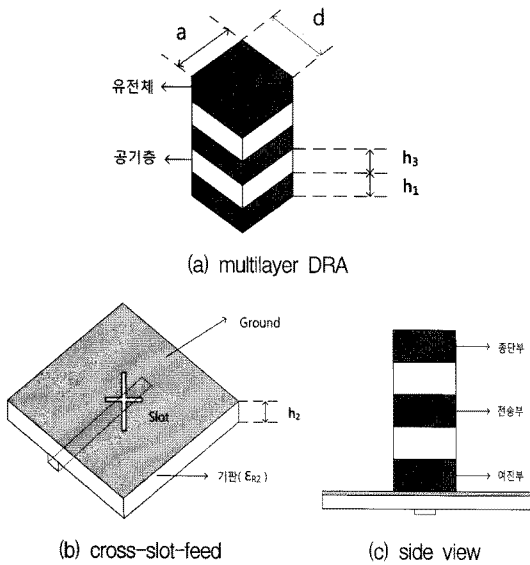 a
d
유전체
공기층
h₃
h₁
(a) multilayer DRA
Ground
Slot
h₂
기판(εR2)
(b) cross-slot-feed
종단부
전송부
여진부
(c) side view